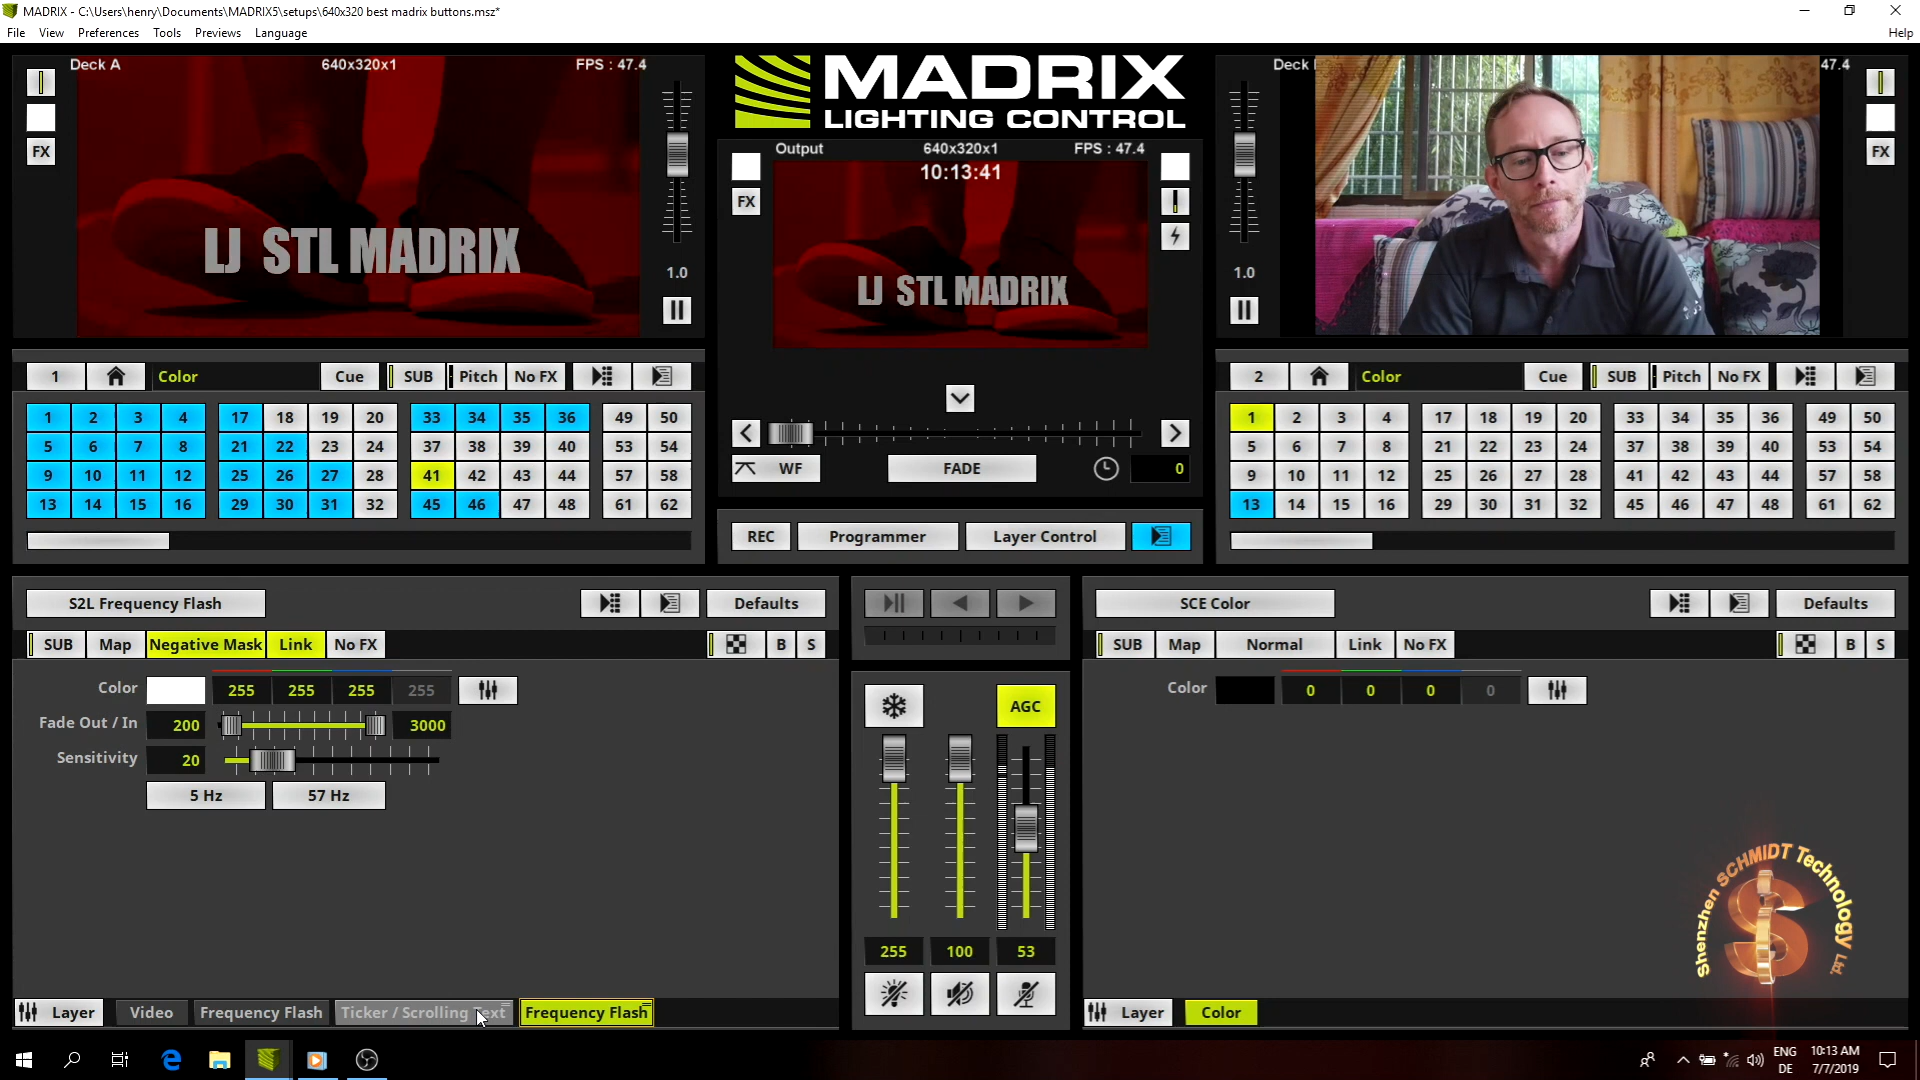 MADRIX - C:\Users\henry\Documents\MADRIX5\setups\640x320 best madrix buttons.msz*
File View Preferences Tools Previews Language Help
Deck A 640x320x1 FPS : 47.4
FX
LJ STL MADRIX
1.0
MADRIX
LIGHTING CONTROL
Output 640x320x1 FPS : 47.4
10:13:41
FX
LJ STL MADRIX
WF FADE 0
REC Programmer Layer Control
Deck 47.4
FX
1.0
1 Color Cue SUB Pitch No FX
1 2 3 4 17 18 19 20 33 34 35 36 49 50
5 6 7 8 21 22 23 24 37 38 39 40 53 54
9 10 11 12 25 26 27 28 41 42 43 44 57 58
13 14 15 16 29 30 31 32 45 46 47 48 61 62
2 Color Cue SUB Pitch No FX
1 2 3 4 17 18 19 20 33 34 35 36 49 50
5 6 7 8 21 22 23 24 37 38 39 40 53 54
9 10 11 12 25 26 27 28 41 42 43 44 57 58
13 14 15 16 29 30 31 32 45 46 47 48 61 62
S2L Frequency Flash Defaults
SUB Map Negative Mask Link No FX B S
Color 255 255 255 255
Fade Out / In 200 3000
Sensitivity 20
5 Hz 57 Hz
Layer Video Frequency Flash Ticker / Scrolling Text Frequency Flash
AGC
255 100 53
SCE Color Defaults
SUB Map Normal Link No FX B S
Color 0 0 0 0
Layer Color
Shenzhen SCHMIDT Technology Ltd.
ENG
DE
10:13 AM
7/7/2019